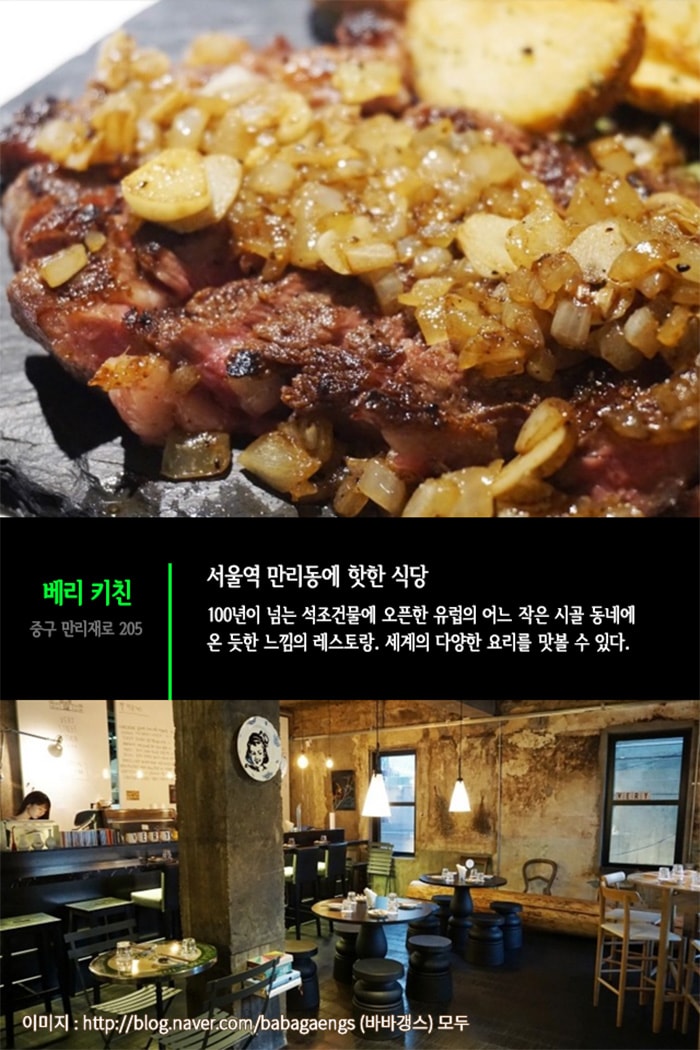 베리 키친
중구 만리재로 205
서울역 만리동에 핫한 식당
100년이 넘는 석조건물에 오픈한 유럽의 어느 작은 시골 동네에
온 듯한 느낌의 레스토랑. 세계의 다양한 요리를 맛볼 수 있다.
이미지 : http://blog.naver.com/babagaengs (바바갱스) 모두